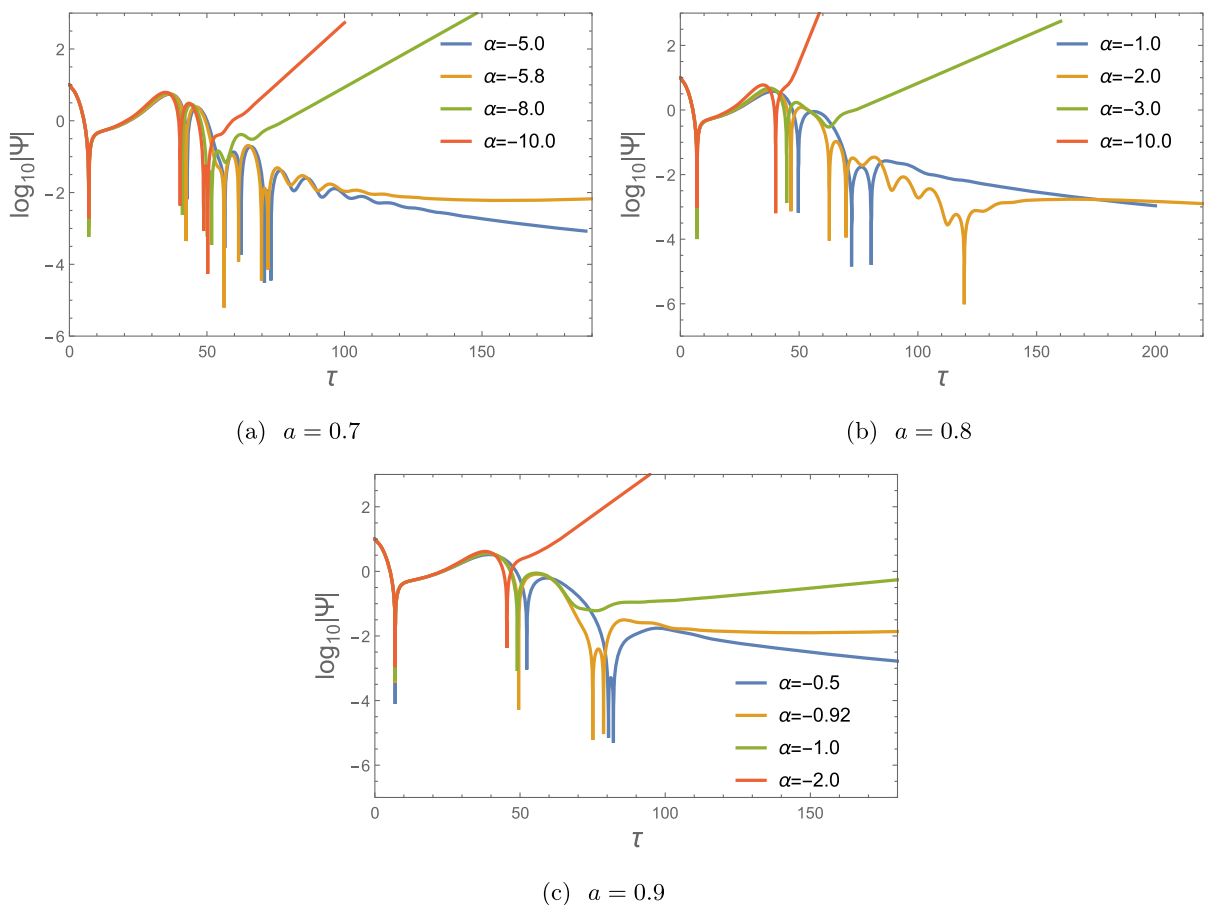 log₁₀|Ψ|
2
0
−2
−4
−6
0 50 100 150
τ
α=−5.0
α=−5.8
α=−8.0
α=−10.0
(a) a = 0.7
log₁₀|Ψ|
2
0
−2
−4
−6
0 50 100 150 200
τ
α=−1.0
α=−2.0
α=−3.0
α=−10.0
(b) a = 0.8
log₁₀|Ψ|
2
0
−2
−4
−6
0 50 100 150
τ
α=−0.5
α=−0.92
α=−1.0
α=−2.0
(c) a = 0.9